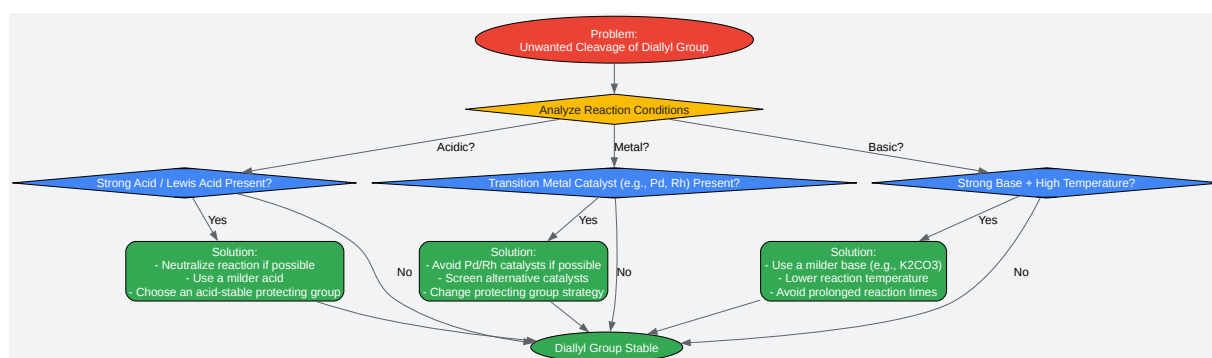 Problem:
Unwanted Cleavage of Diallyl Group
Analyze Reaction Conditions
Acidic?
Metal?
Basic?
Strong Acid / Lewis Acid Present?
Transition Metal Catalyst (e.g., Pd, Rh) Present?
Strong Base + High Temperature?
Yes
Yes
Yes
Solution:
- Neutralize reaction if possible
- Use a milder acid
- Choose an acid-stable protecting group
No
Solution:
- Avoid Pd/Rh catalysts if possible
- Screen alternative catalysts
- Change protecting group strategy
No
Solution:
- Use a milder base (e.g., K2CO3)
- Lower reaction temperature
- Avoid prolonged reaction times
No
Diallyl Group Stable